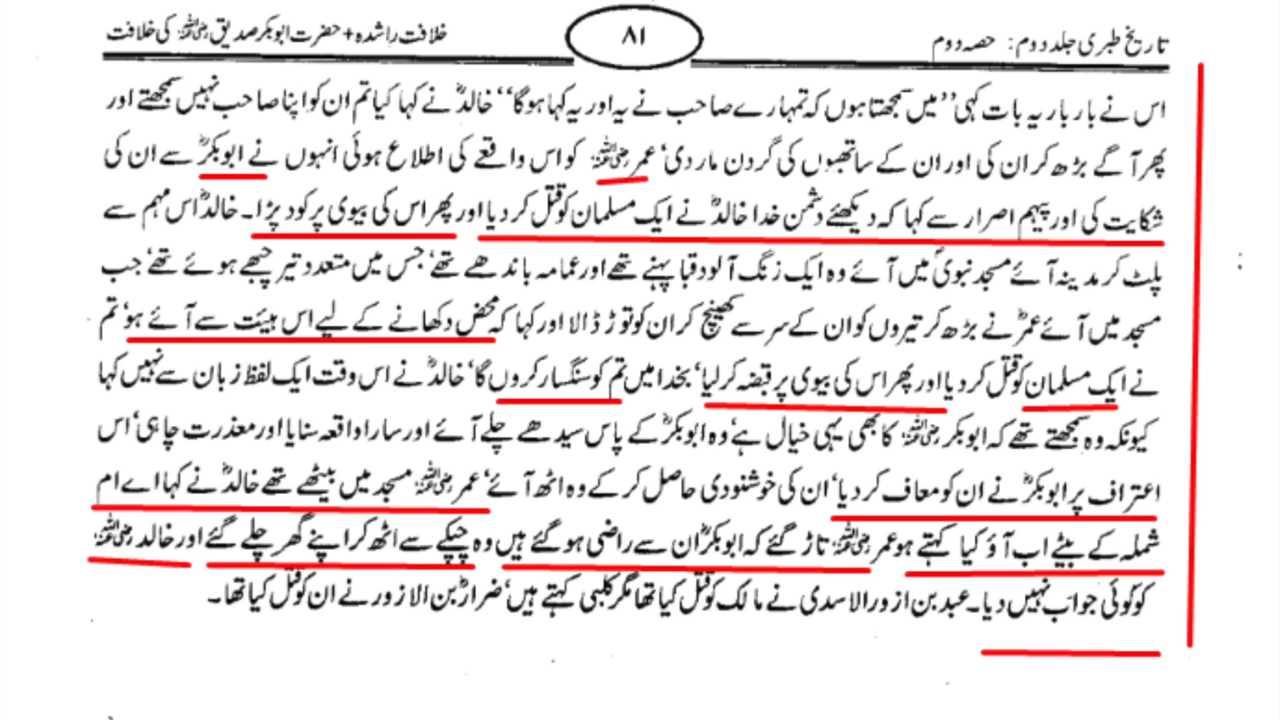 تاریخ طبری جلد دوم: حصہ دوم
۸۱
خلافت راشدہ + حضرت ابوبکر صدیق رضی اللہ عنہ کی خلافت
اس نے بار بار یہ بات کہی ”میں سمجھتا ہوں کہ تمہارے صاحب نے یہ اور یہ کہا ہوگا“ خالدؓ نے کہا کیا تم ان کو اپنا صاحب نہیں سمجھتے اور
پھر آگے بڑھ کر ان کی اور ان کے ساتھیوں کی گردن مار دی‘ عمر رضی اللہ عنہ کو اس واقعے کی اطلاع ہوئی انہوں نے ابوبکرؓ سے ان کی
شکایت کی اور پیہم اصرار سے کہا کہ دیکھئے دشمن خدا خالدؓ نے ایک مسلمان کو قتل کر دیا اور پھر اس کی بیوی پر کود پڑا۔ خالدؓ اس مہم سے
پلٹ کر مدینہ آئے مسجد نبویؐ میں آئے وہ ایک زنگ آلود قبا پہنے تھے اور عمامہ باندھے تھے‘ جس میں متعدد تیر چبھے ہوئے تھے‘ جب
مسجد میں آئے عمرؓ نے بڑھ کر تیروں کو ان کے سر سے کھینچ کر ان کو توڑ ڈالا اور کہا کہ محض دکھانے کے لیے اس ہیئت سے آئے ہو‘ تم
نے ایک مسلمان کو قتل کر دیا اور پھر اس کی بیوی پر قبضہ کر لیا‘ بخدا میں تم کو سنگسار کروں گا‘ خالدؓ نے اس وقت ایک لفظ زبان سے نہیں کہا
کیونکہ وہ سمجھتے تھے کہ ابوبکر رضی اللہ عنہ کا بھی یہی خیال ہے‘ وہ ابوبکرؓ کے پاس سیدھے چلے آئے اور سارا واقعہ سنایا اور معذرت چاہی‘ اس
اعتراف پر ابوبکرؓ نے ان کو معاف کر دیا‘ ان کی خوشنودی حاصل کر کے وہ اٹھ آئے‘ عمر رضی اللہ عنہ مسجد میں بیٹھے تھے خالدؓ نے کہا اے ام
شملہ کے بیٹے اب آؤ کیا کہتے ہو عمر رضی اللہ عنہ تاڑ گئے کہ ابوبکرؓ ان سے راضی ہو گئے ہیں وہ چپکے سے اٹھ کر اپنے گھر چلے گئے اور خالد رضی اللہ عنہ
کو کوئی جواب نہیں دیا۔ عبد بن ازور الاسدی نے مالک کو قتل کیا تھا مگر کلبی کہتے ہیں‘ ضرارؓ بن الازور نے ان کو قتل کیا تھا۔